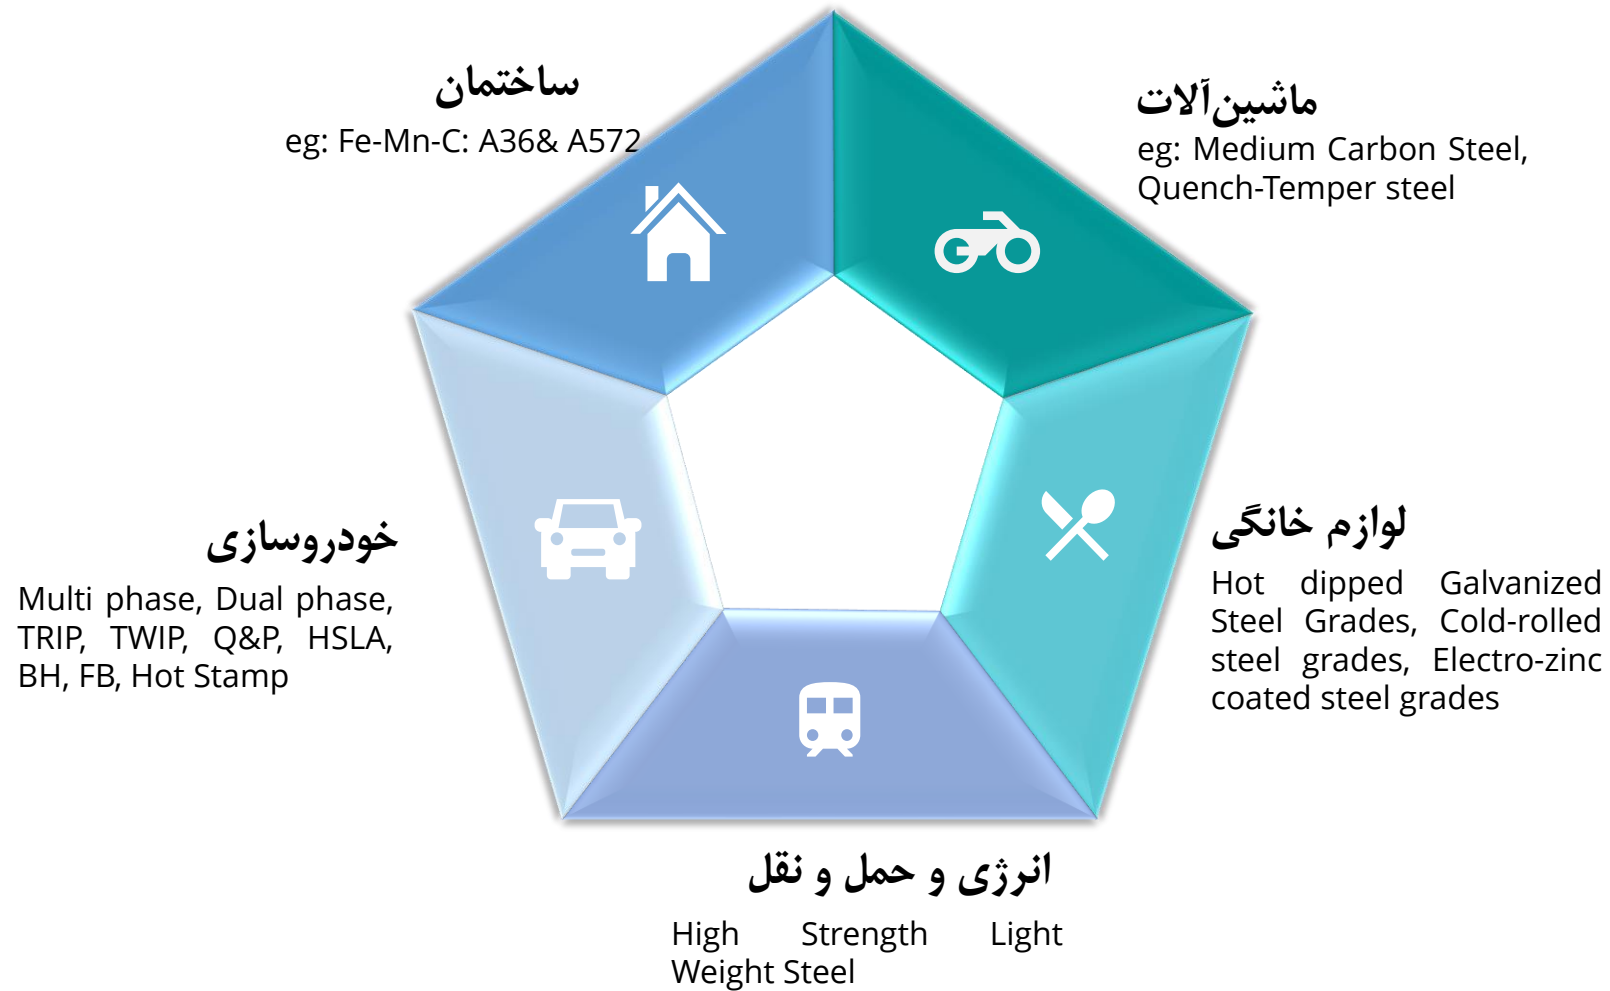 ساختمان
eg: Fe-Mn-C: A36& A572
ماشین‌آلات
eg: Medium Carbon Steel,
Quench-Temper steel
خودروسازی
Multi phase, Dual phase,
TRIP, TWIP, Q&P, HSLA,
BH, FB, Hot Stamp
لوازم خانگی
Hot dipped Galvanized
Steel Grades, Cold-rolled
steel grades, Electro-zinc
coated steel grades
انرژی و حمل و نقل
High Strength Light
Weight Steel